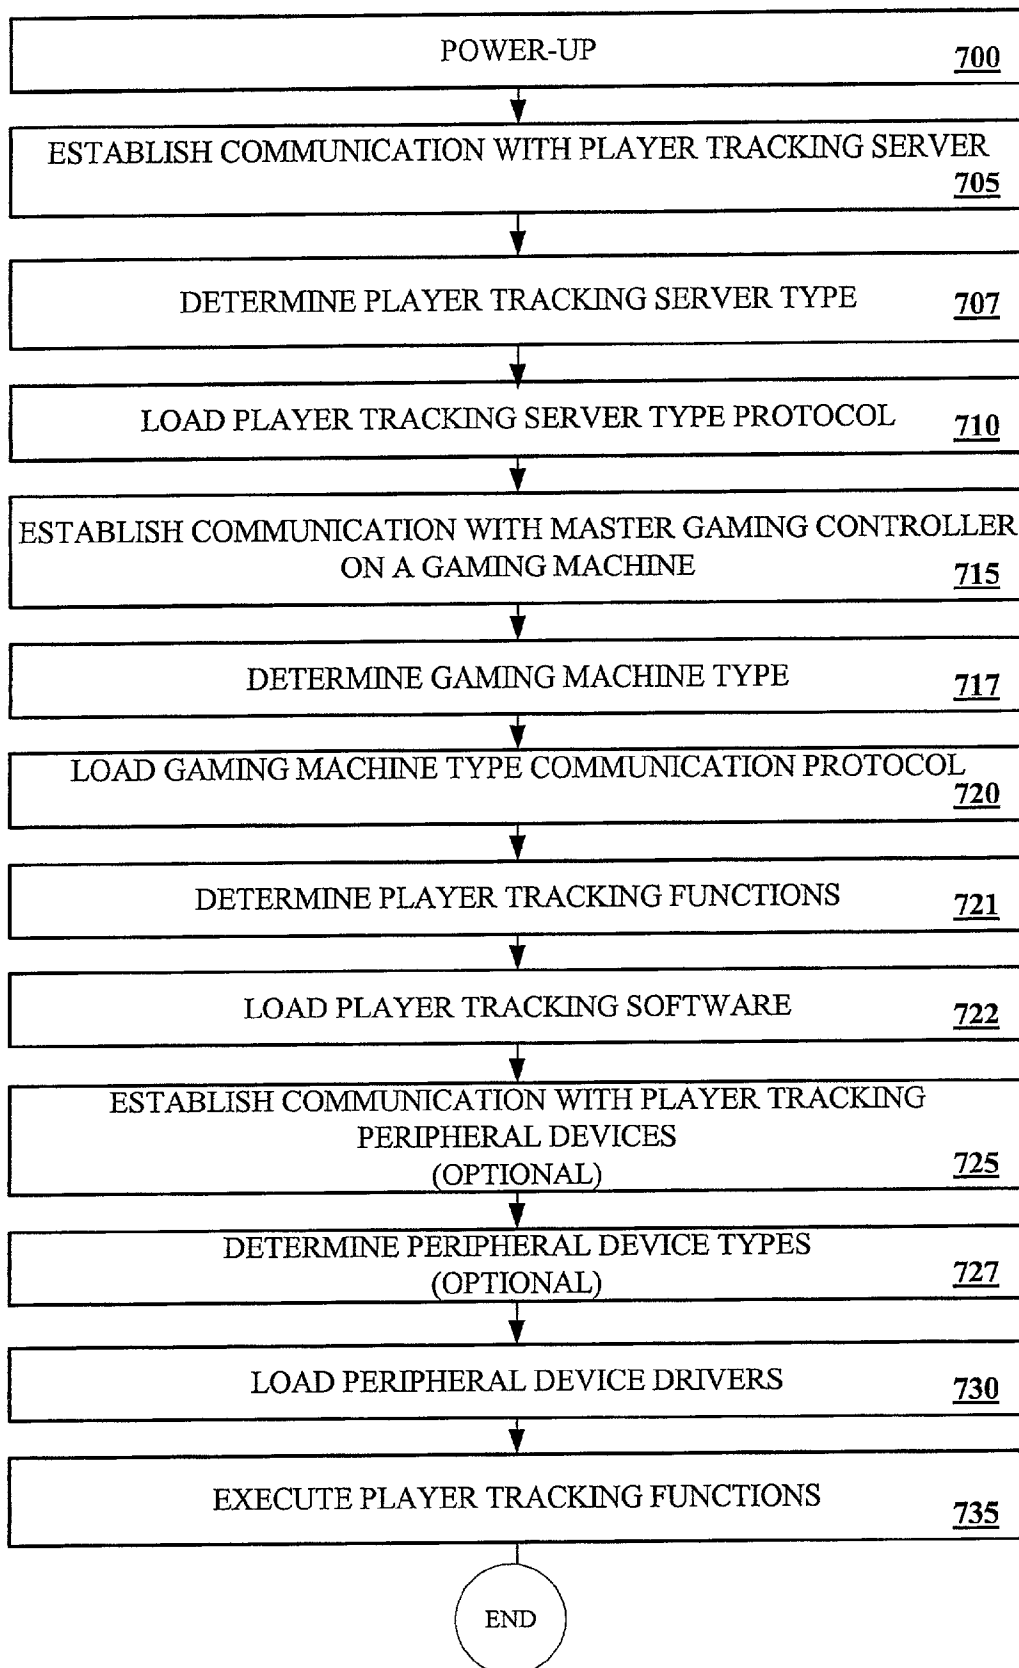 POWER-UP
700
ESTABLISH COMMUNICATION WITH PLAYER TRACKING SERVER
705
DETERMINE PLAYER TRACKING SERVER TYPE
707
LOAD PLAYER TRACKING SERVER TYPE PROTOCOL
710
ESTABLISH COMMUNICATION WITH MASTER GAMING CONTROLLER
ON A GAMING MACHINE
715
DETERMINE GAMING MACHINE TYPE
717
LOAD GAMING MACHINE TYPE COMMUNICATION PROTOCOL
720
DETERMINE PLAYER TRACKING FUNCTIONS
721
LOAD PLAYER TRACKING SOFTWARE
722
ESTABLISH COMMUNICATION WITH PLAYER TRACKING
PERIPHERAL DEVICES
(OPTIONAL)
725
DETERMINE PERIPHERAL DEVICE TYPES
(OPTIONAL)
727
LOAD PERIPHERAL DEVICE DRIVERS
730
EXECUTE PLAYER TRACKING FUNCTIONS
735
END